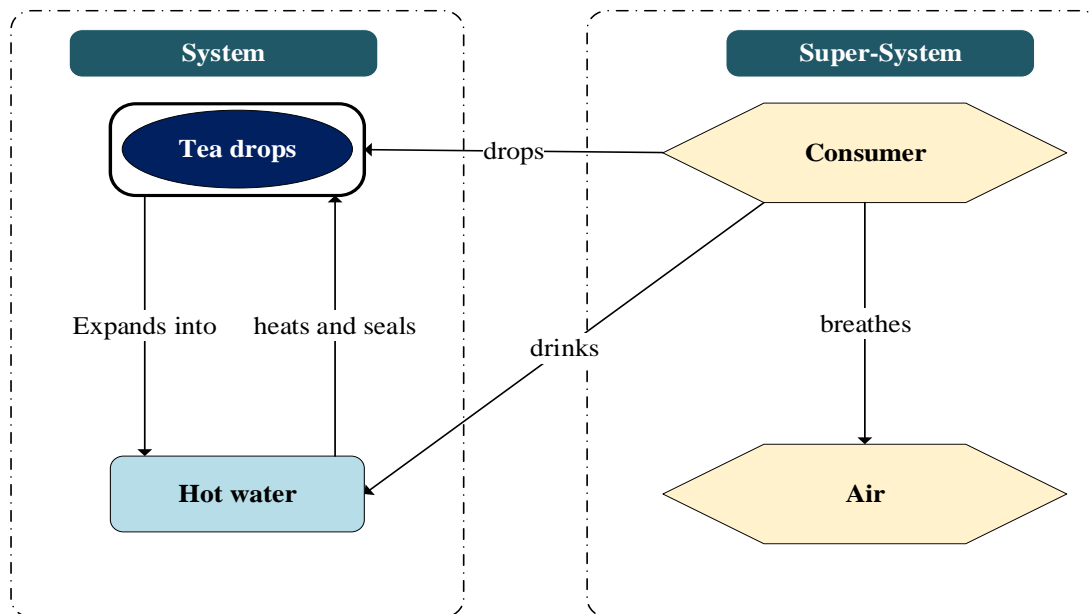 System
Super-System
Tea drops
drops
Consumer
Expands into
heats and seals
breathes
drinks
Hot water
Air